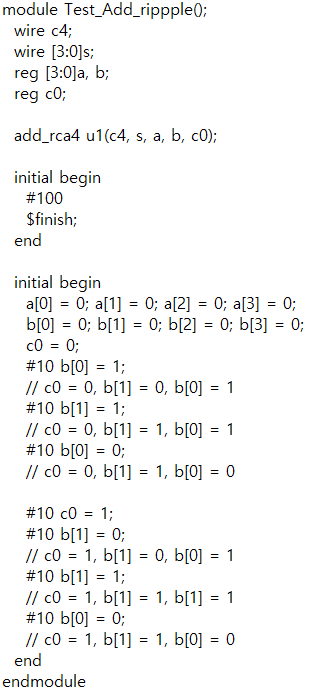 module Test_Add_rippple();
wire c4;
wire [3:0]s;
reg [3:0]a, b;
reg c0;
add_rca4 u1(c4, s, a, b, c0);
initial begin
#100
$finish;
end
initial begin
a[0] = 0; a[1] = 0; a[2] = 0; a[3] = 0;
b[0] = 0; b[1] = 0; b[2] = 0; b[3] = 0;
c0 = 0;
#10 b[0] = 1;
// c0 = 0, b[1] = 0, b[0] = 1
#10 b[1] = 1;
// c0 = 0, b[1] = 1, b[0] = 1
#10 b[0] = 0;
// c0 = 0, b[1] = 1, b[0] = 0
#10 c0 = 1;
#10 b[1] = 0;
// c0 = 1, b[1] = 0, b[0] = 1
#10 b[1] = 1;
// c0 = 1, b[1] = 1, b[1] = 1
#10 b[0] = 0;
// c0 = 1, b[1] = 1, b[0] = 0
end
endmodule